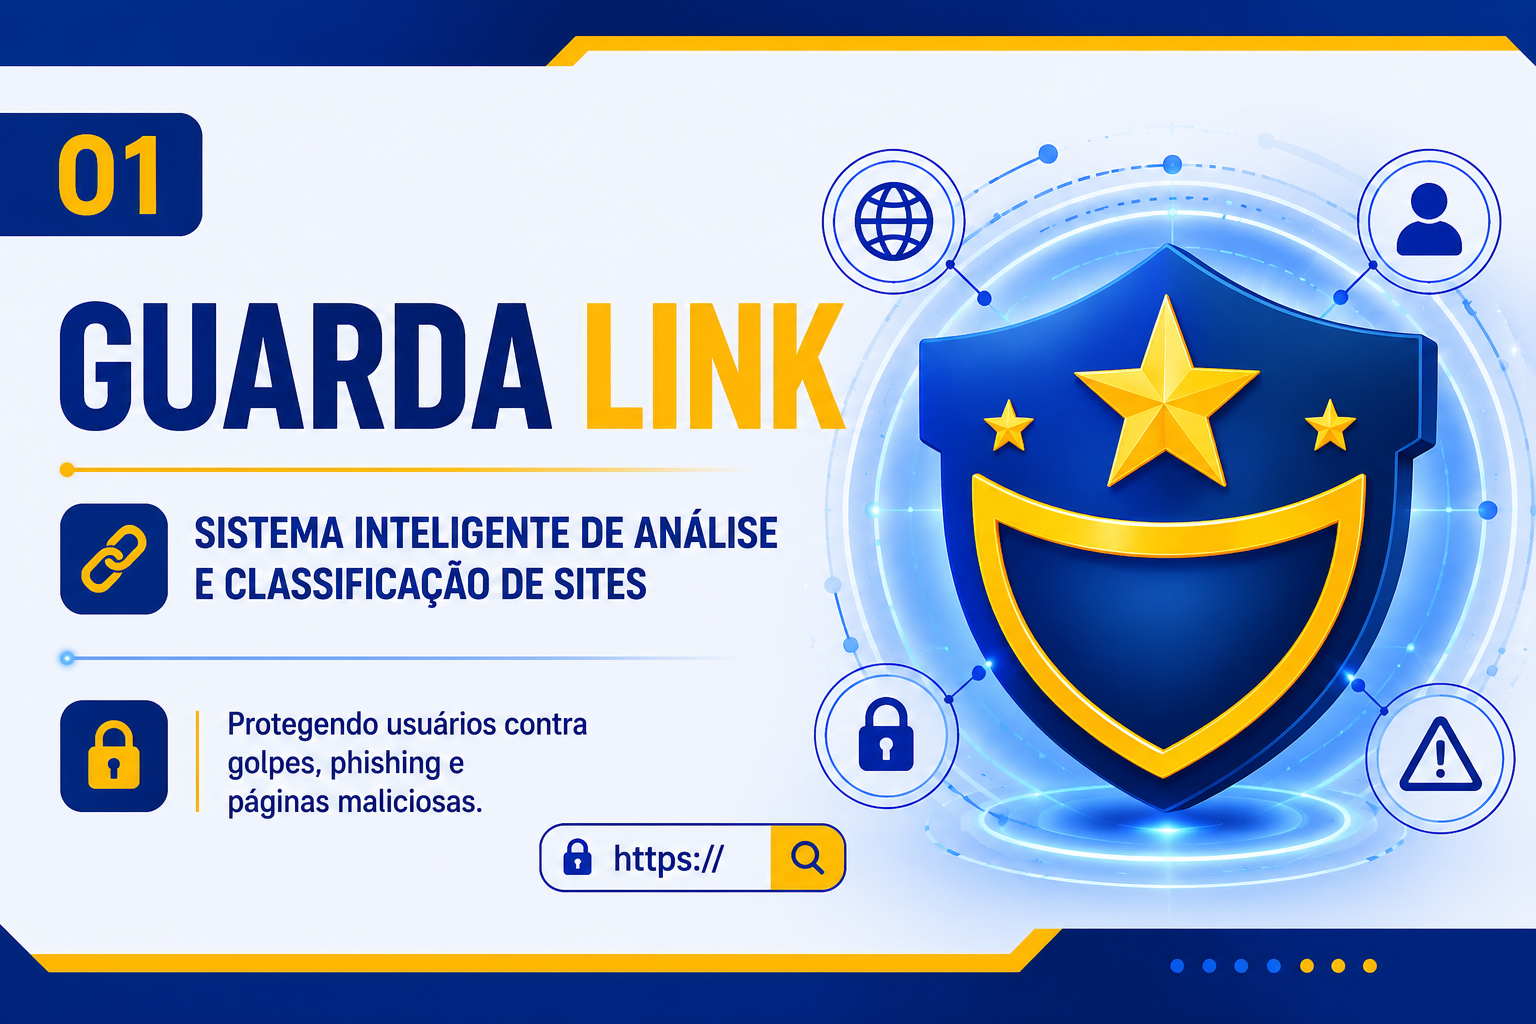 01
GUARDA LINK
SISTEMA INTELIGENTE DE ANÁLISE
E CLASSIFICAÇÃO DE SITES
Protegendo usuários contra
golpes, phishing e
páginas maliciosas.
https://